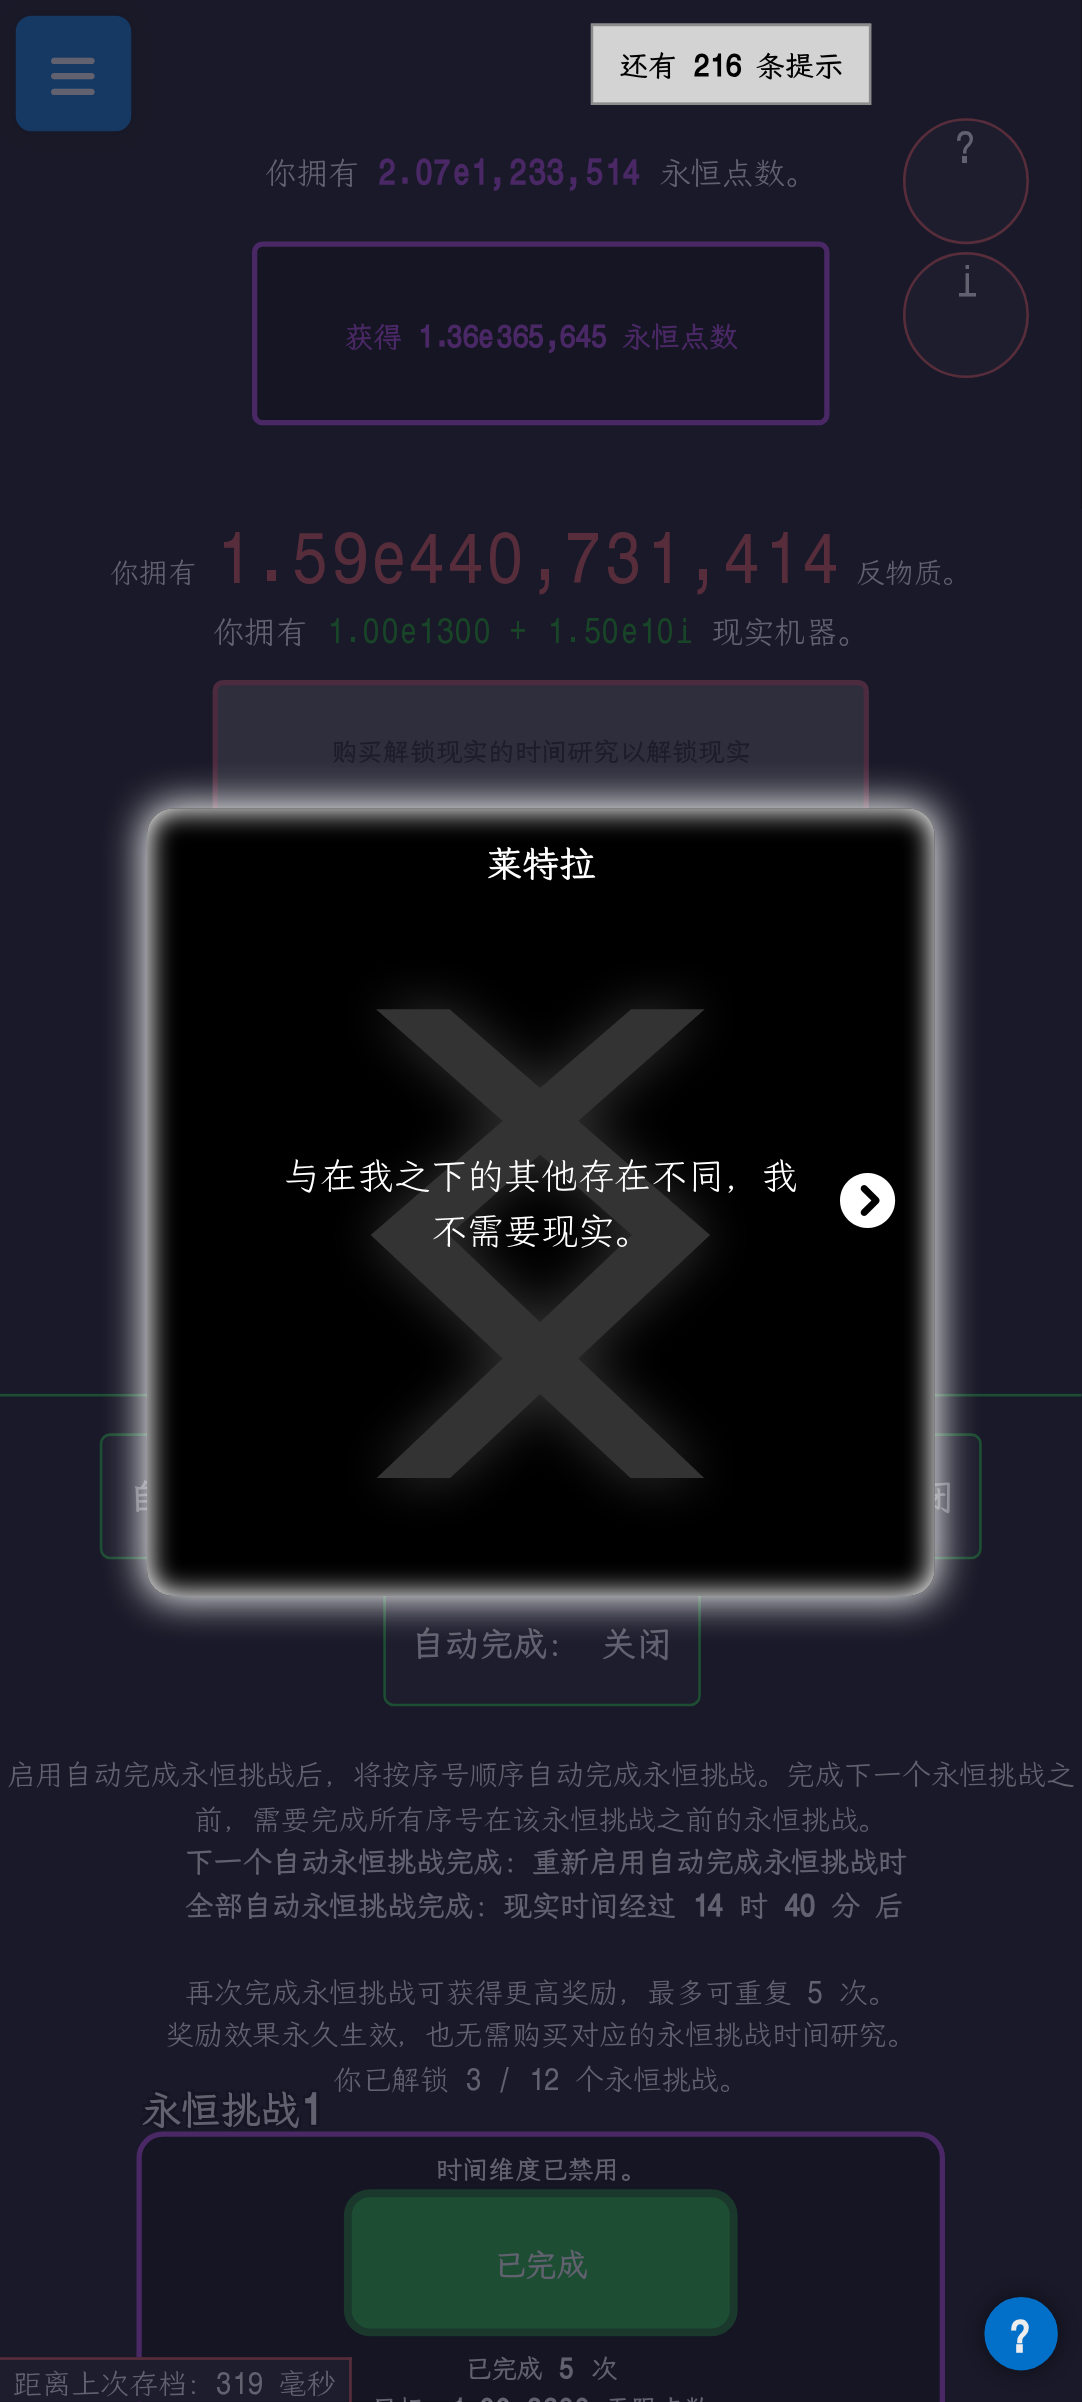 还有 216 条提示
你拥有 2.07e1,233,514 永恒点数。
?
获得 1.36e365,645 永恒点数
i
你拥有 1.59e440,731,414 反物质。
你拥有 1.00e1300 + 1.50e10i 现实机器。
购买解锁现实的时间研究以解锁现实
莱特拉
与在我之下的其他存在不同，我
不需要现实。
自动完成： 关闭
启用自动完成永恒挑战后，将按序号顺序自动完成永恒挑战。完成下一个永恒挑战之
前，需要完成所有序号在该永恒挑战之前的永恒挑战。
下一个自动永恒挑战完成：重新启用自动完成永恒挑战时
全部自动永恒挑战完成：现实时间经过 14 时 40 分 后
再次完成永恒挑战可获得更高奖励，最多可重复 5 次。
奖励效果永久生效，也无需购买对应的永恒挑战时间研究。
你已解锁 3 / 12 个永恒挑战。
永恒挑战1
时间维度已禁用。
已完成
?
已完成 5 次
距离上次存档：319 毫秒